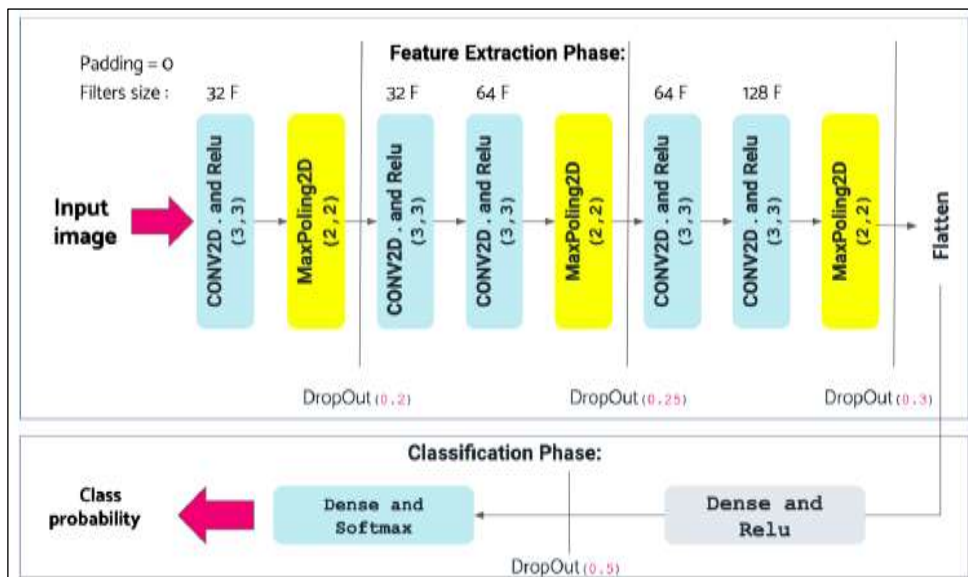 Feature Extraction Phase:
Padding = 0
Filters size :
32 F
32 F
64 F
64 F
128 F
Input
image
CONV2D . and Relu
(3,3)
MaxPoling2D
(2,2)
CONV2D . and Relu
(3,3)
CONV2D . and Relu
(3,3)
MaxPoling2D
(2,2)
CONV2D . and Relu
(3,3)
CONV2D . and Relu
(3,3)
MaxPoling2D
(2,2)
Flatten
DropOut (0.2)
DropOut (0.25)
DropOut (0.3)
Classification Phase:
Class
probability
Dense and
Softmax
Dense and
Relu
DropOut (0.5)